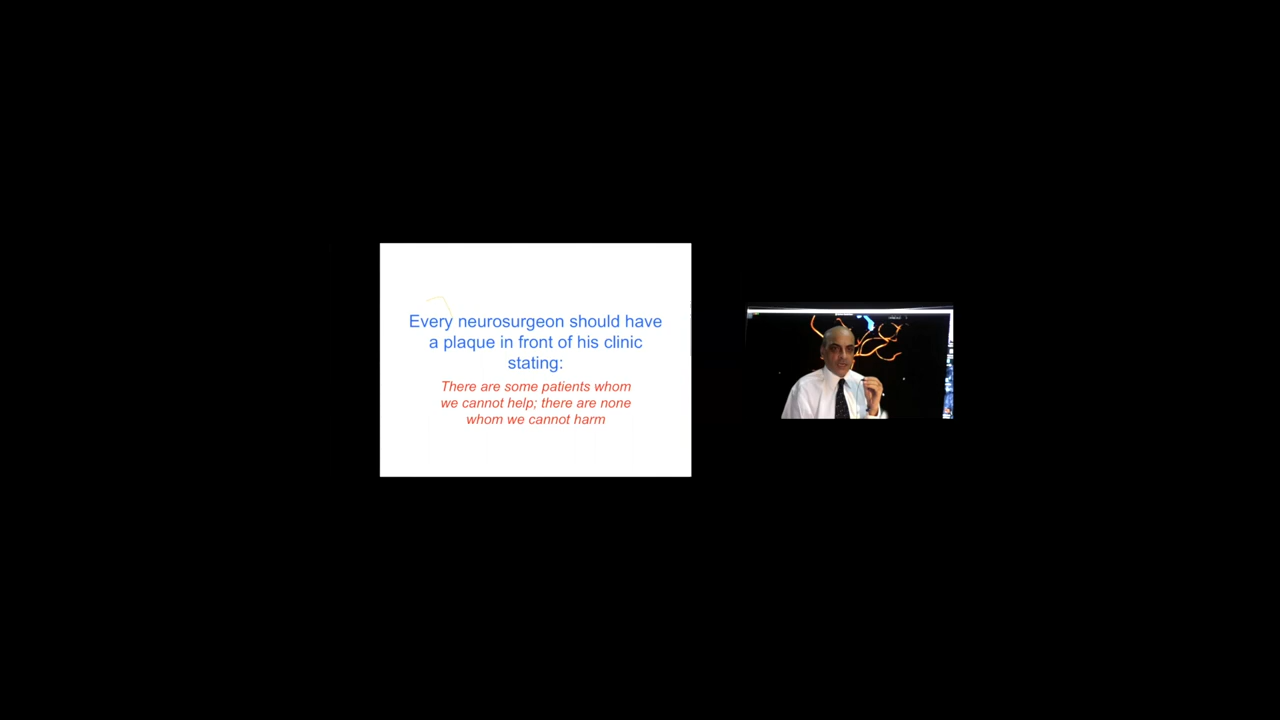 Every neurosurgeon should have
a plaque in front of his clinic
stating:
There are some patients whom
we cannot help; there are none
whom we cannot harm